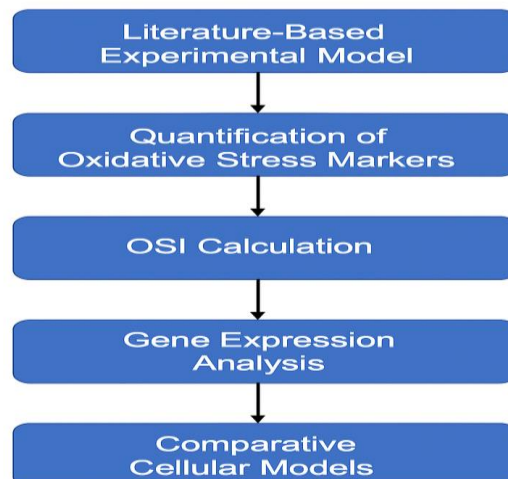 Literature-Based
Experimental Model
Quantification of
Oxidative Stress Markers
OSI Calculation
Gene Expression
Analysis
Comparative
Cellular Models